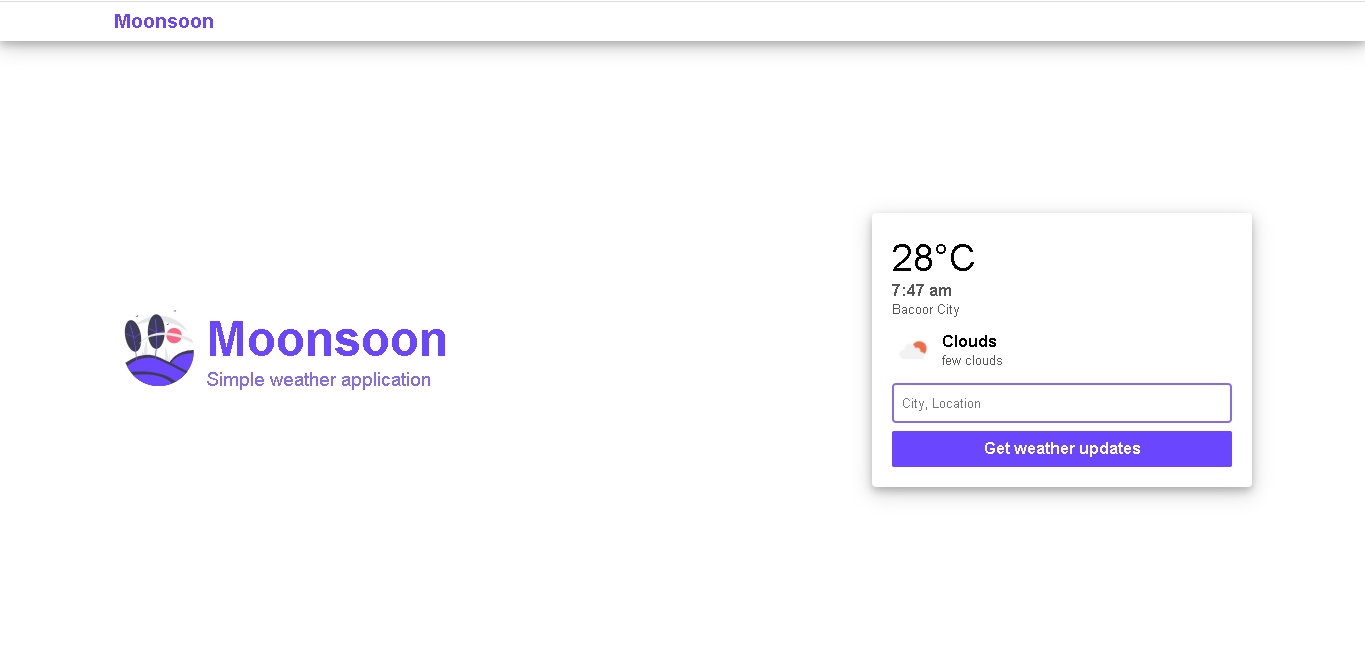 Moonsoon
Moonsoon
Simple weather application
28°C
7:47 am
Bacoor City
Clouds
few clouds
City, Location
Get weather updates